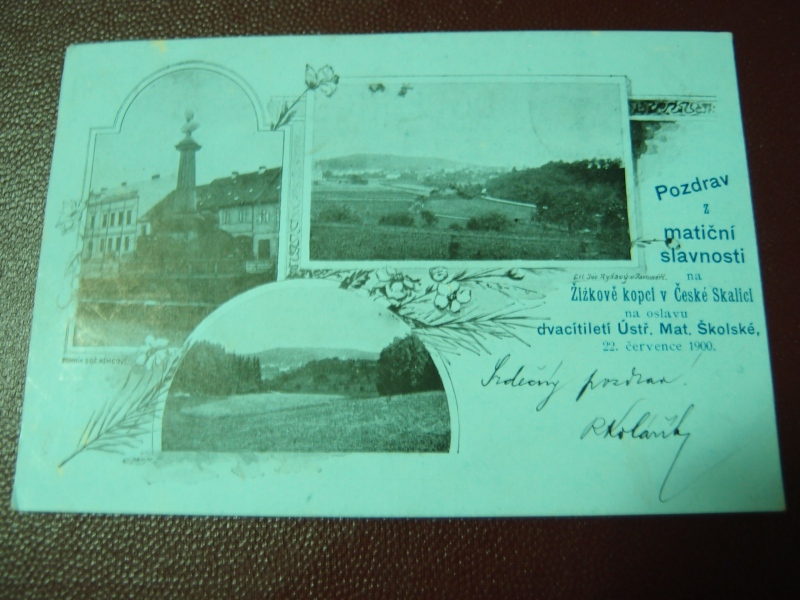 Pozdrav
z
matiční
slavnosti
na
Žižkově kopci v České Skalici
na oslavu
dvacítiletí Ústř. Mat. Školské,
22. července 1900.
Srdečný pozdrav!